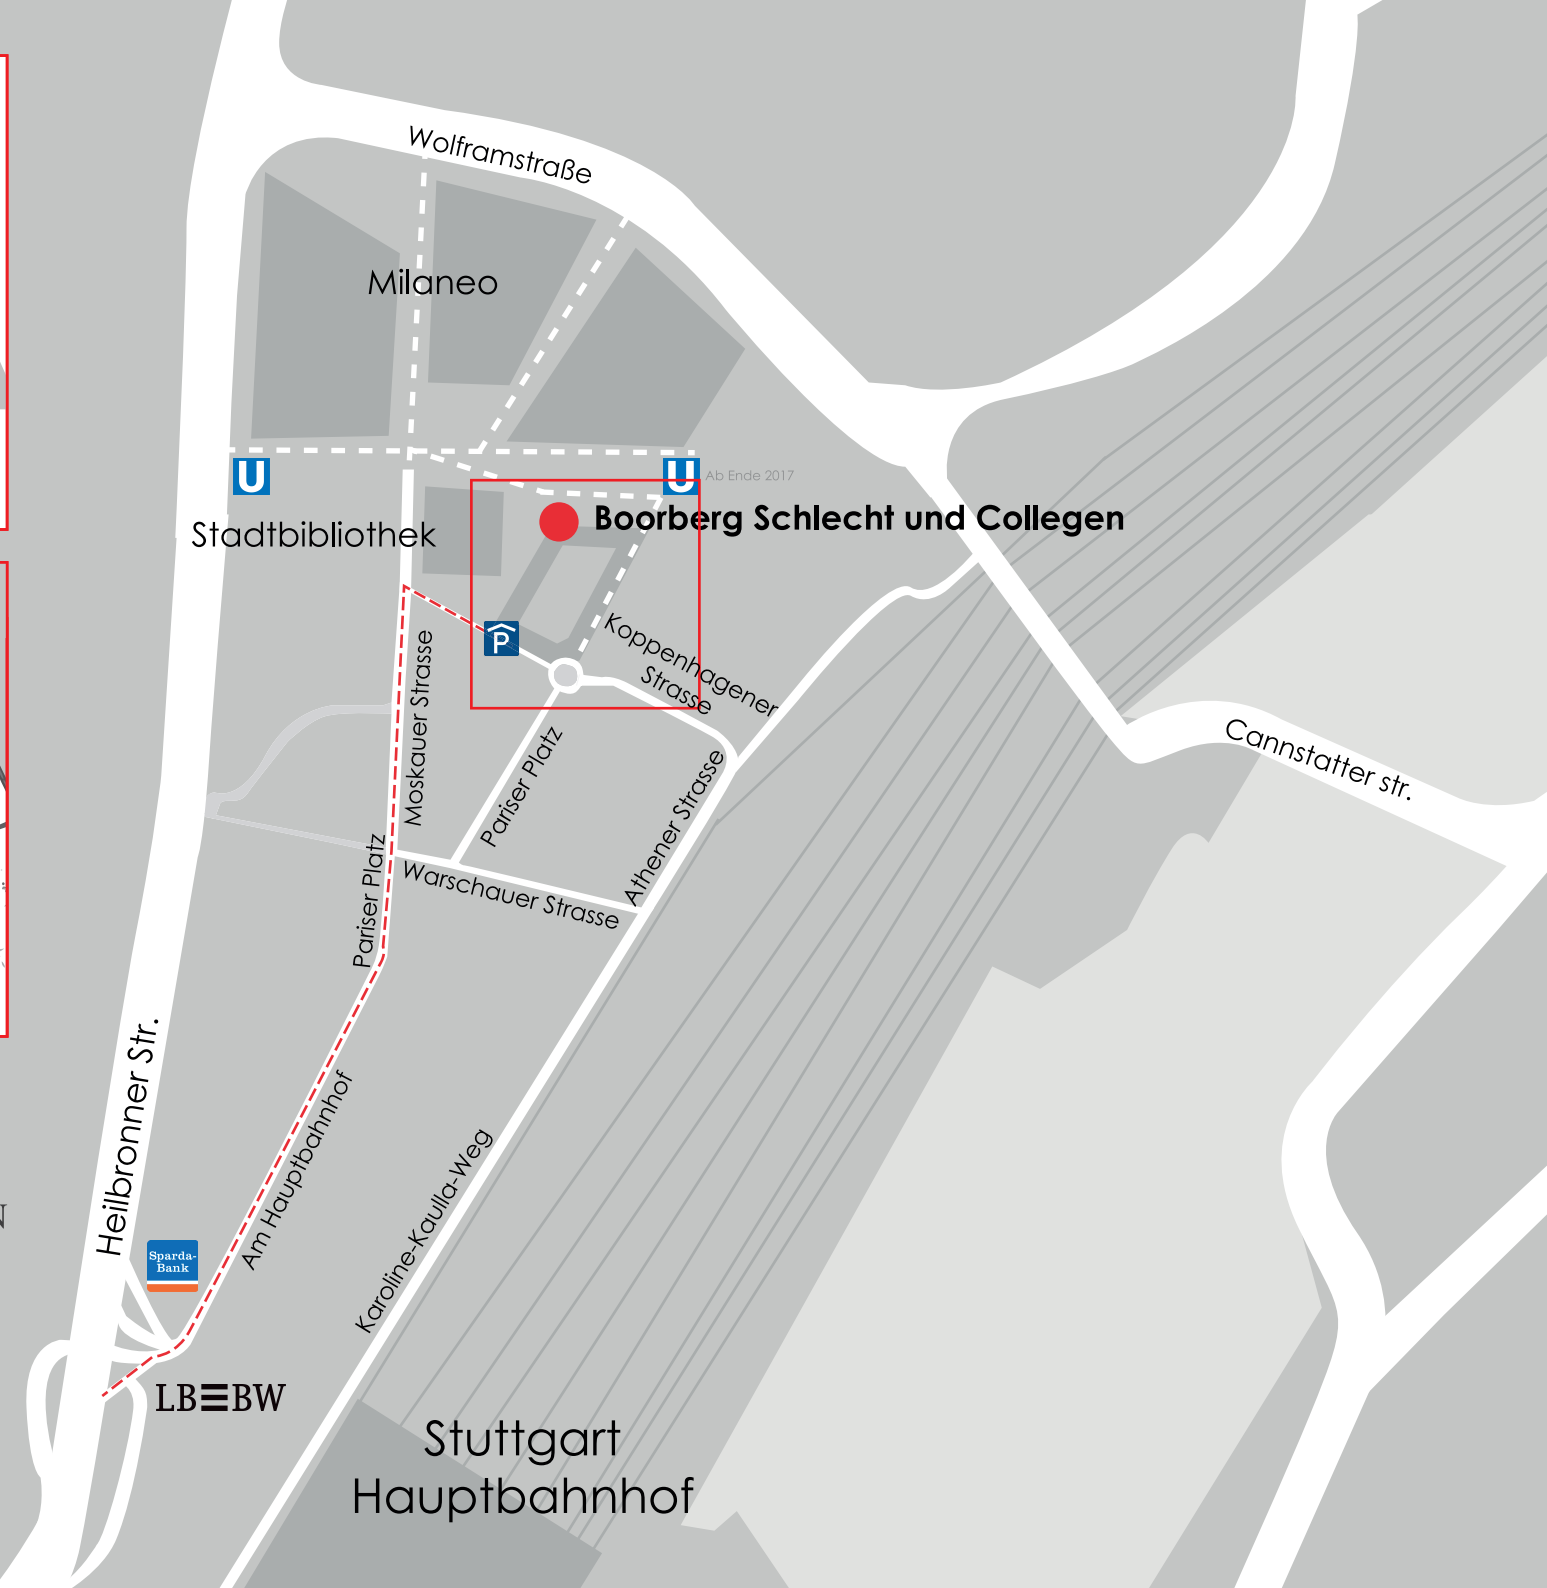 Wolframstraße
Milaneo
U
U
Ab Ende 2017
Boorberg Schlecht und Collegen
Stadtbibliothek
P
Koppenhagener
Strasse
Moskauer Strasse
Pariser Platz
Cannstatter str.
Athener Strasse
Pariser Platz
Warschauer Strasse
Heilbronner Str.
Am Hauptbahnhof
Karoline-Kaulla-Weg
N
Sparda-
Bank
LB≡BW
Stuttgart
Hauptbahnhof